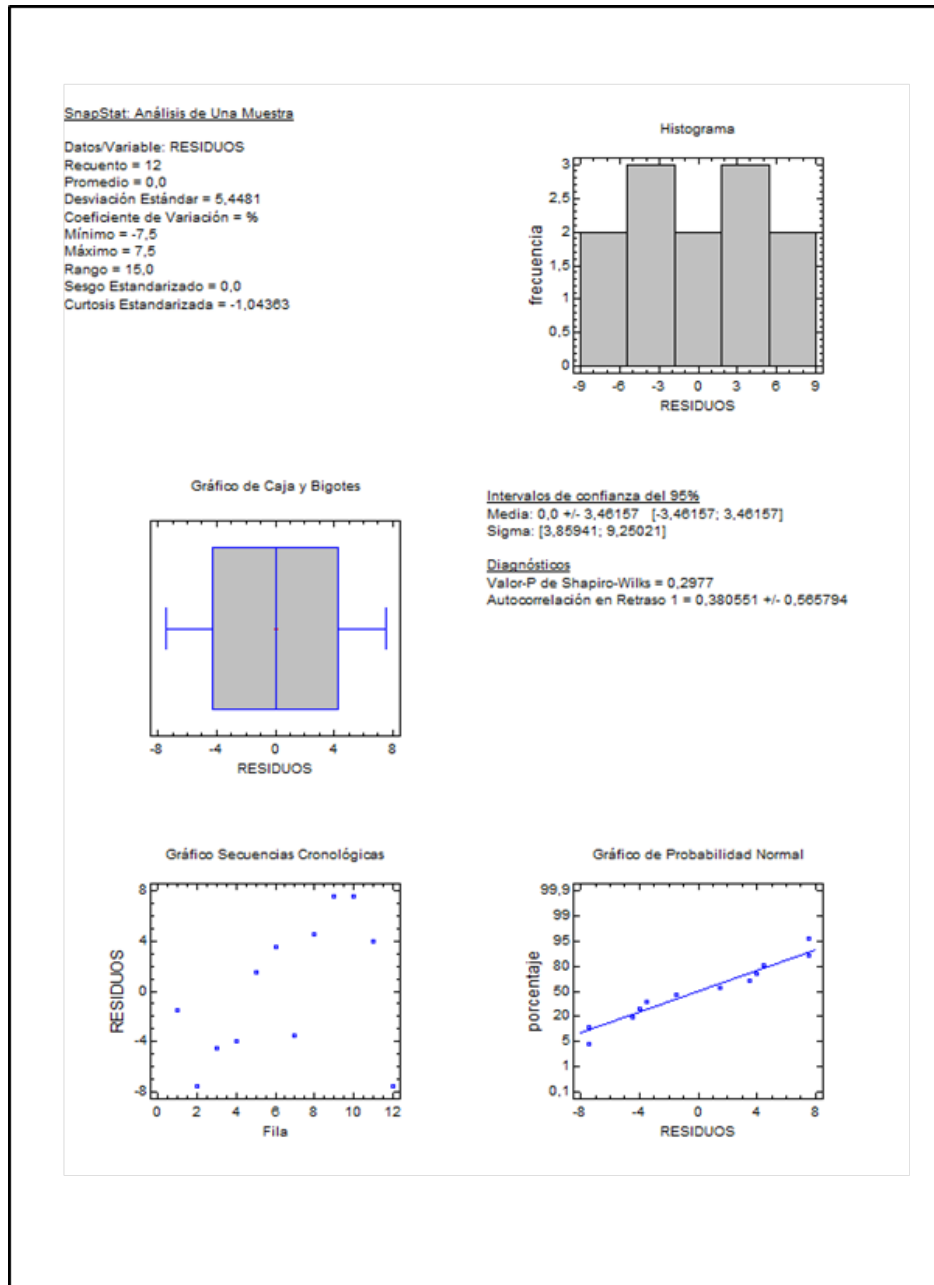 SnapStat: Análisis de Una Muestra
Datos/Variable: RESIDUOS
Recuento = 12
Promedio = 0,0
Desviación Estándar = 5,4481
Coeficiente de Variación = %
Mínimo = -7,5
Máximo = 7,5
Rango = 15,0
Sesgo Estandarizado = 0,0
Curtosis Estandarizada = -1,04363
Histograma
frecuencia
3
2,5
2
1,5
1
0,5
0
-9 -6 -3 0 3 6 9
RESIDUOS
Gráfico de Caja y Bigotes
-8 -4 0 4 8
RESIDUOS
Intervalos de confianza del 95%
Media: 0,0 +/- 3,46157 [-3,46157; 3,46157]
Sigma: [3,85941; 9,25021]
Diagnósticos
Valor-P de Shapiro-Wilks = 0,2977
Autocorrelación en Retraso 1 = 0,380551 +/- 0,565794
Gráfico Secuencias Cronológicas
RESIDUOS
8
4
0
-4
-8
0 2 4 6 8 10 12
Fila
Gráfico de Probabilidad Normal
porcentaje
99,9
99
95
80
50
20
5
1
0,1
-8 -4 0 4 8
RESIDUOS